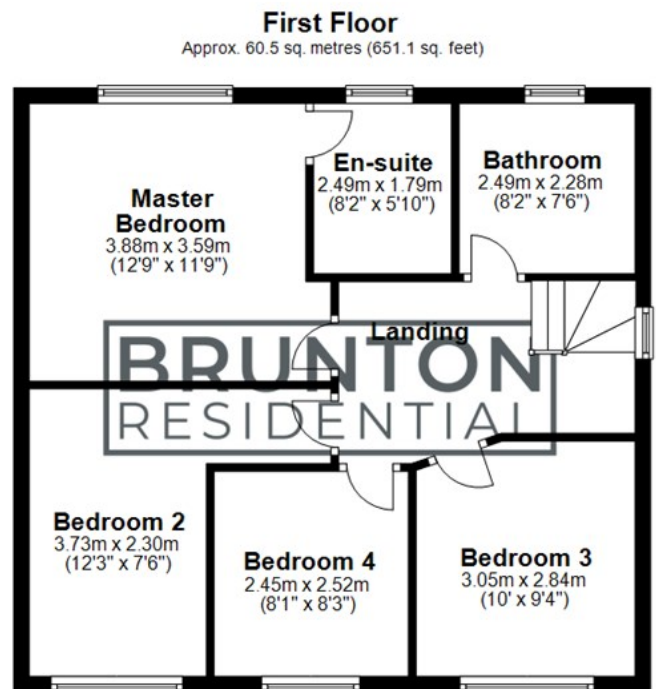 First Floor
Approx. 60.5 sq. metres (651.1 sq. feet)
Master
Bedroom
3.88m x 3.59m
(12'9" x 11'9")
En-suite
2.49m x 1.79m
(8'2" x 5'10")
Bathroom
2.49m x 2.28m
(8'2" x 7'6")
Landing
BRUNTON
RESIDENTIAL
Bedroom 2
3.73m x 2.30m
(12'3" x 7'6")
Bedroom 4
2.45m x 2.52m
(8'1" x 8'3")
Bedroom 3
3.05m x 2.84m
(10' x 9'4")